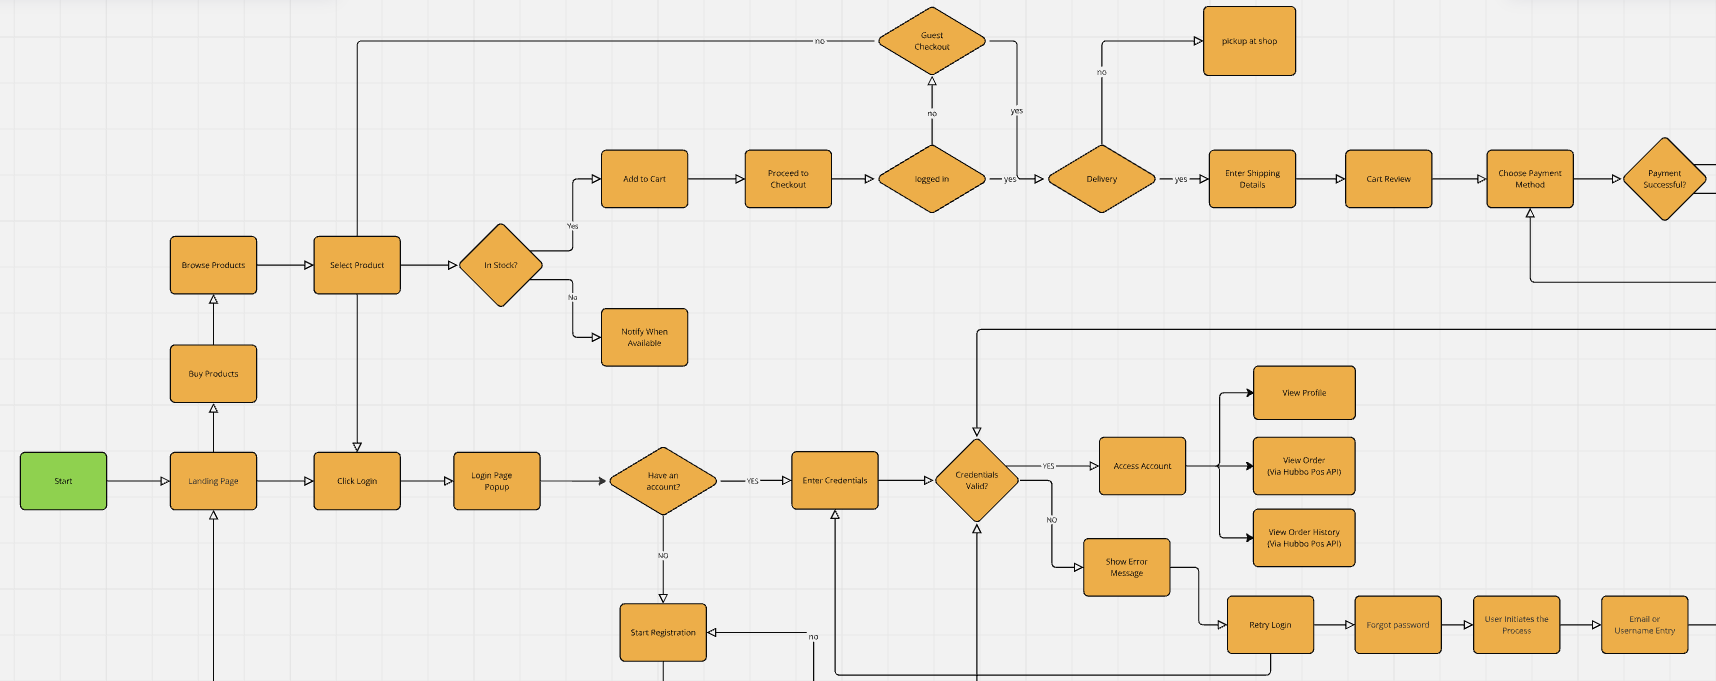 Guest
Checkout
pickup at shop
no
no
yes
no
Add to Cart
Proceed to
Checkout
logged in
yes
Delivery
yes
Enter Shipping
Details
Cart Review
Choose Payment
Method
Payment
Successful?
Yes
Browse Products
Select Product
In Stock?
No
Notify When
Available
Buy Products
View Profile
Start
Landing Page
Click Login
Login Page
Popup
Have an
account?
YES
Enter Credentials
Credentials
Valid?
YES
Access Account
View Order
(Via Hubbo Pos API)
NO
View Order History
(Via Hubbo Pos API)
NO
Show Error
Message
Start Registration
no
Retry Login
Forgot password
User Initiates the
Process
Email or
Username Entry